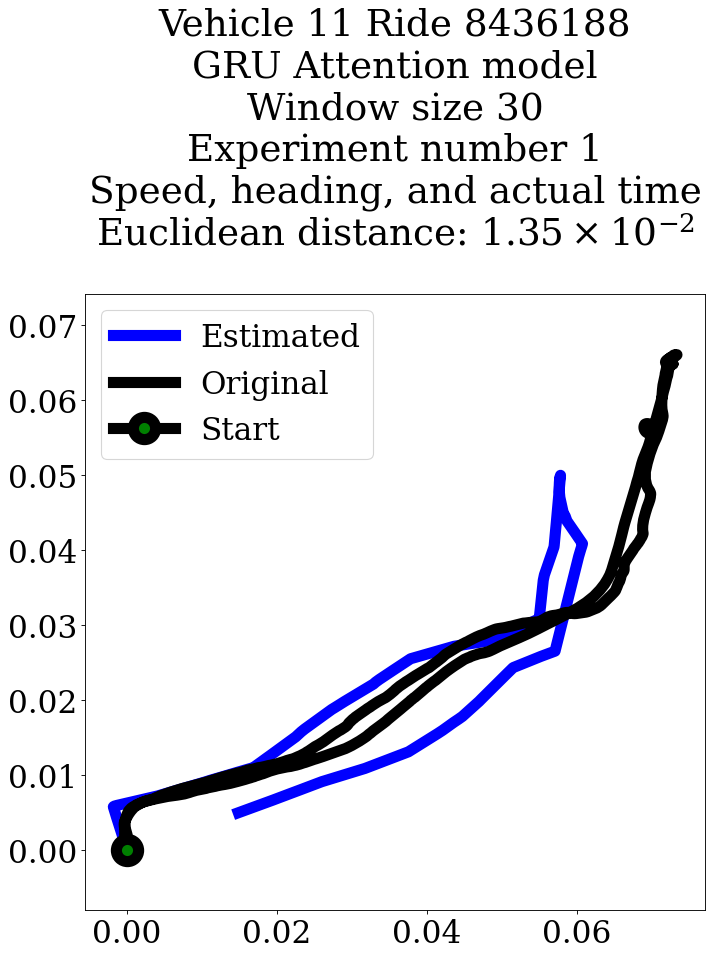 Vehicle 11 Ride 8436188
GRU Attention model
Window size 30
Experiment number 1
Speed, heading, and actual time
Euclidean distance: 1.35 × 10⁻²
Estimated
Original
Start
0.07
0.06
0.05
0.04
0.03
0.02
0.01
0.00
0.00 0.02 0.04 0.06